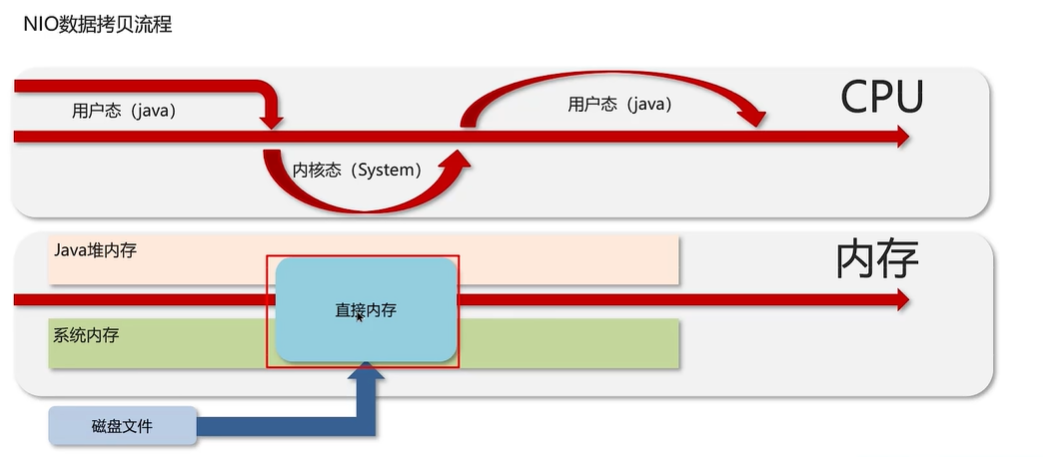 NIO数据拷贝流程
CPU
用户态（java）
用户态（java）
内核态（System）
Java堆内存
内存
直接内存
系统内存
磁盘文件